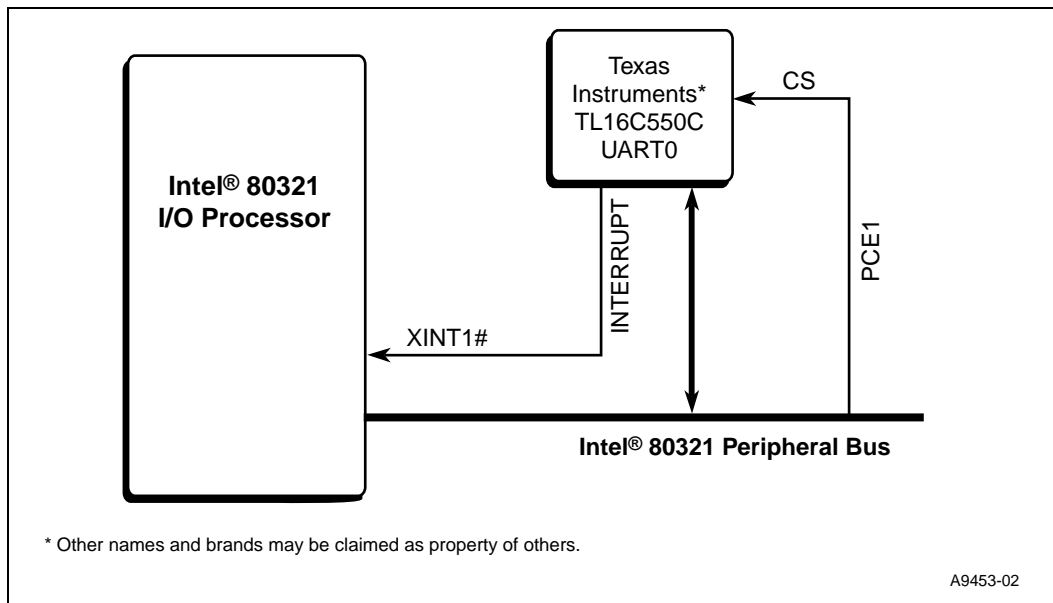 Texas
Instruments*
TL16C550C
UART0
CS
Intel® 80321
I/O Processor
INTERRUPT
PCE1
XINT1#
Intel® 80321 Peripheral Bus
* Other names and brands may be claimed as property of others.
A9453-02